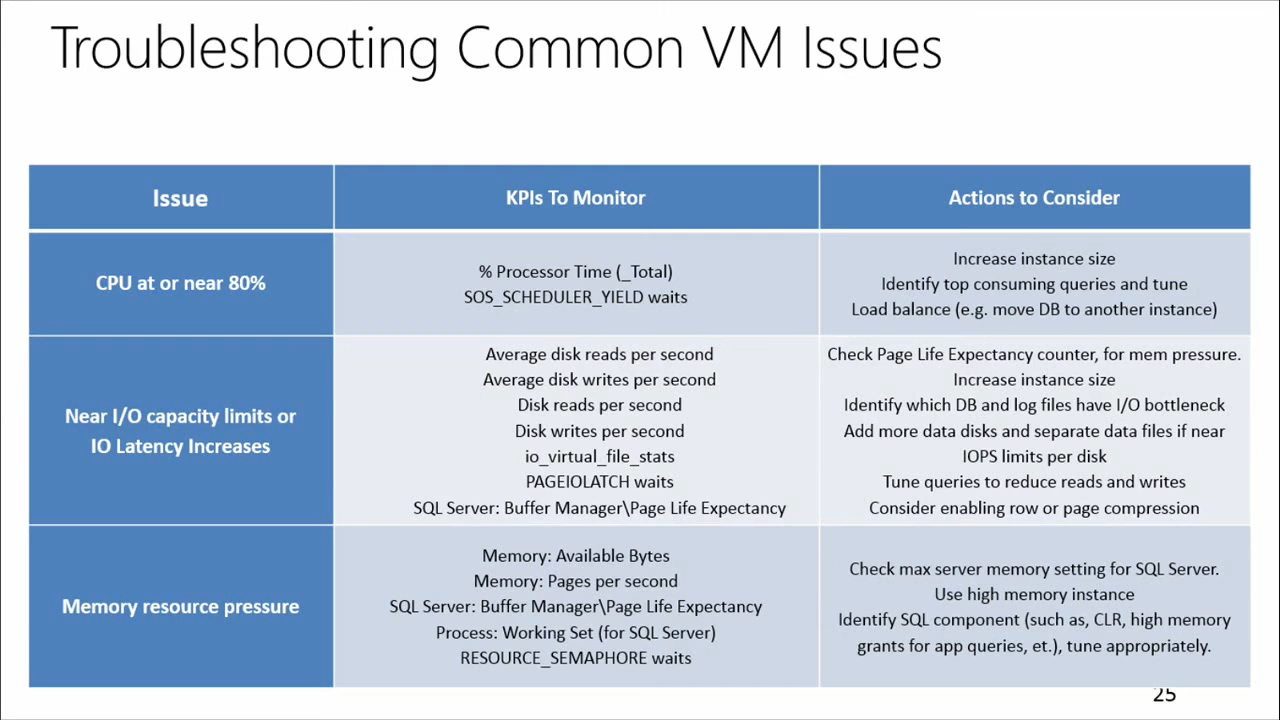 Troubleshooting Common VM Issues
Issue
KPIs To Monitor
Actions to Consider
CPU at or near 80%
% Processor Time (_Total)
SOS_SCHEDULER_YIELD waits
Increase instance size
Identify top consuming queries and tune
Load balance (e.g. move DB to another instance)
Near I/O capacity limits or
IO Latency Increases
Average disk reads per second
Average disk writes per second
Disk reads per second
Disk writes per second
io_virtual_file_stats
PAGEIOLATCH waits
SQL Server: Buffer Manager\Page Life Expectancy
Check Page Life Expectancy counter, for mem pressure.
Increase instance size
Identify which DB and log files have I/O bottleneck
Add more data disks and separate data files if near
IOPS limits per disk
Tune queries to reduce reads and writes
Consider enabling row or page compression
Memory resource pressure
Memory: Available Bytes
Memory: Pages per second
SQL Server: Buffer Manager\Page Life Expectancy
Process: Working Set (for SQL Server)
RESOURCE_SEMAPHORE waits
Check max server memory setting for SQL Server.
Use high memory instance
Identify SQL component (such as, CLR, high memory
grants for app queries, et.), tune appropriately.
25